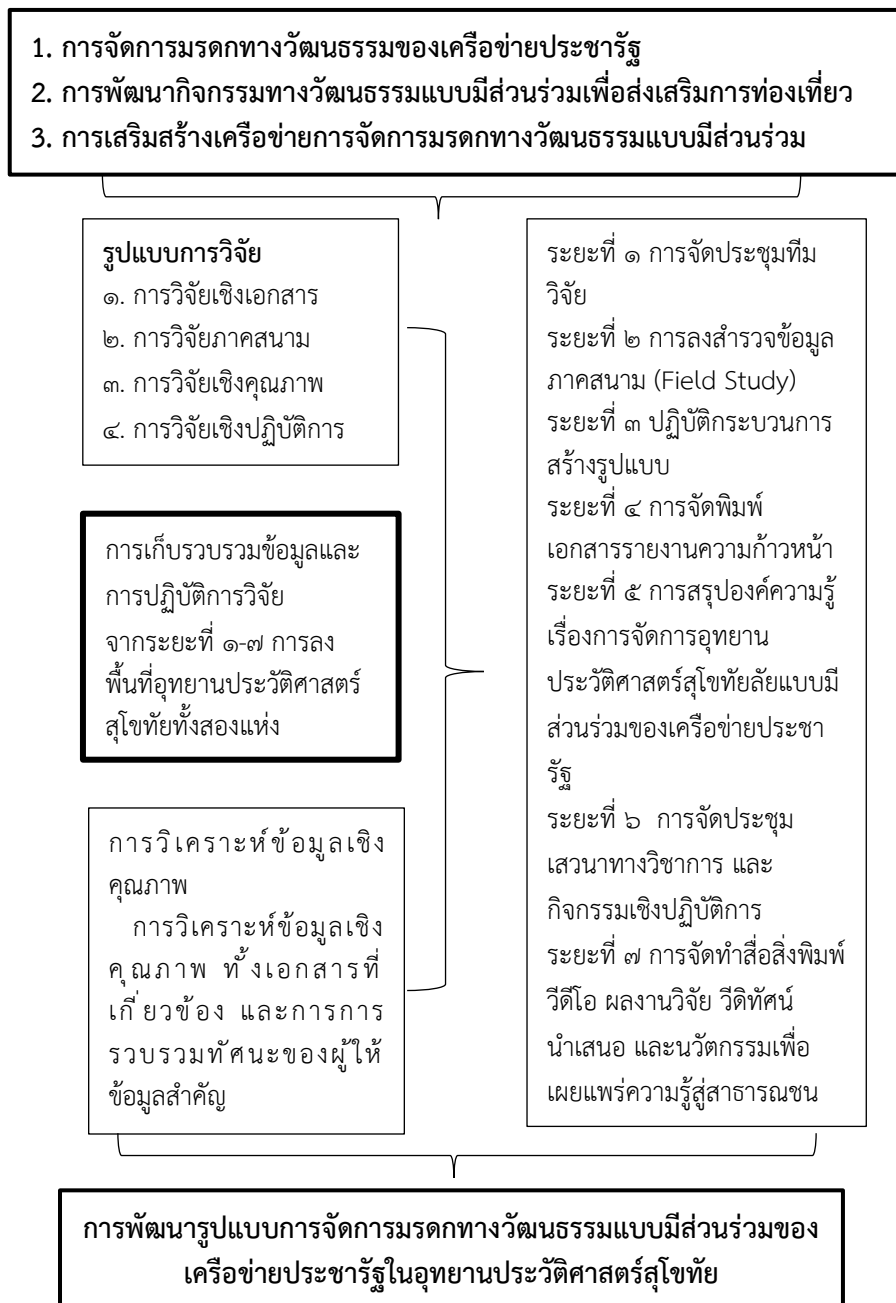 1. การจัดการมรดกทางวัฒนธรรมของเครือข่ายประชารัฐ
2. การพัฒนากิจกรรมทางวัฒนธรรมแบบมีส่วนร่วมเพื่อส่งเสริมการท่องเที่ยว
3. การเสริมสร้างเครือข่ายการจัดการมรดกทางวัฒนธรรมแบบมีส่วนร่วม
รูปแบบการวิจัย
๑. การวิจัยเชิงเอกสาร
๒. การวิจัยภาคสนาม
๓. การวิจัยเชิงคุณภาพ
๔. การวิจัยเชิงปฏิบัติการ
การเก็บรวบรวมข้อมูลและ
การปฏิบัติการวิจัย
จากระยะที่ ๑-๗ การลง
พื้นที่อุทยานประวัติศาสตร์
สุโขทัยทั้งสองแห่ง
การวิเคราะห์ข้อมูลเชิง
คุณภาพ
การวิเคราะห์ข้อมูลเชิง
คุณภาพ ทั้งเอกสารที่
เกี่ยวข้อง และการการ
รวบรวมทัศนะของผู้ให้
ข้อมูลสำคัญ
ระยะที่ ๑ การจัดประชุมทีม
วิจัย
ระยะที่ ๒ การลงสำรวจข้อมูล
ภาคสนาม (Field Study)
ระยะที่ ๓ ปฏิบัติกระบวนการ
สร้างรูปแบบ
ระยะที่ ๔ การจัดพิมพ์
เอกสารรายงานความก้าวหน้า
ระยะที่ ๕ การสรุปองค์ความรู้
เรื่องการจัดการอุทยาน
ประวัติศาสตร์สุโขทัยลัยแบบมี
ส่วนร่วมของเครือข่ายประชา
รัฐ
ระยะที่ ๖ การจัดประชุม
เสวนาทางวิชาการ และ
กิจกรรมเชิงปฏิบัติการ
ระยะที่ ๗ การจัดทำสื่อสิ่งพิมพ์
วีดีโอ ผลงานวิจัย วีดิทัศน์
นำเสนอ และนวัตกรรมเพื่อ
เผยแพร่ความรู้สู่สาธารณชน
การพัฒนารูปแบบการจัดการมรดกทางวัฒนธรรมแบบมีส่วนร่วมของ
เครือข่ายประชารัฐในอุทยานประวัติศาสตร์สุโขทัย